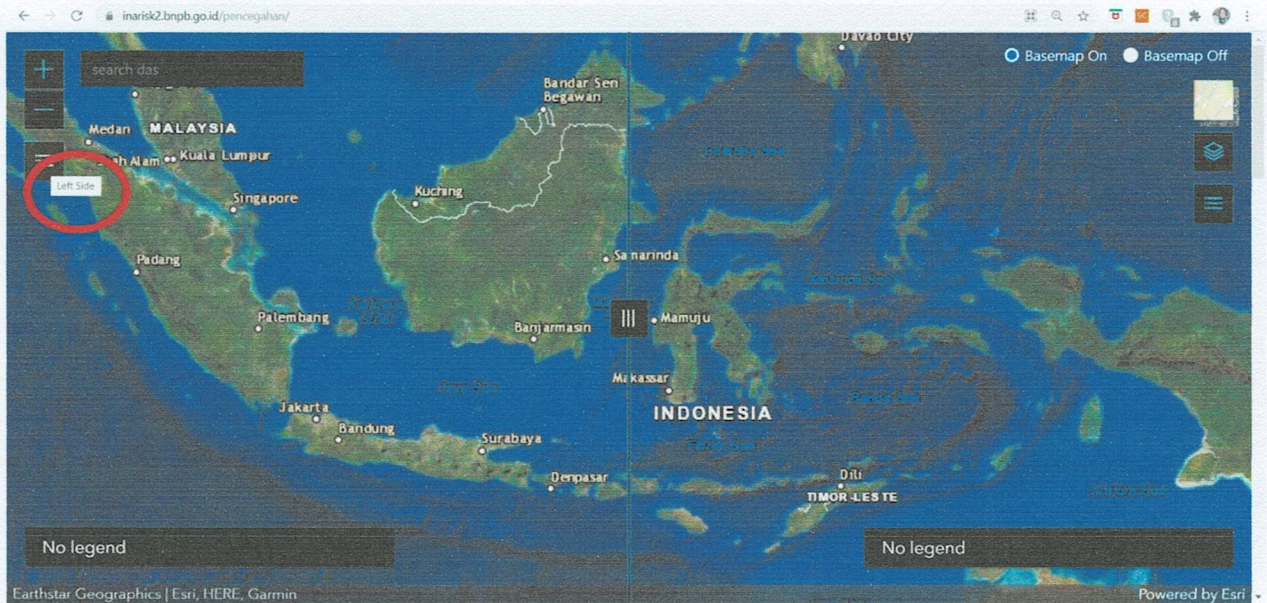 inarisk2.bnpb.go.id/pencegahan/
Davao City
Basemap On
Basemap Off
search das
Bandar Seri
Begawan
Medan
MALAYSIA
Kuala Lumpur
Left Side
Kuching
Singapore
Samarinda
Padang
Palembang
Mamuju
Banjarmasin
Makassar
Jakarta
INDONESIA
Bandung
Surabaya
Denpasar
Dili
TIMOR-LESTE
No legend
No legend
Earthstar Geographics | Esri, HERE, Garmin
Powered by Esri